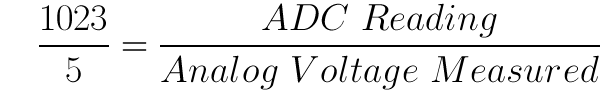 1023 / 5 = ADC Reading / Analog Voltage Measured